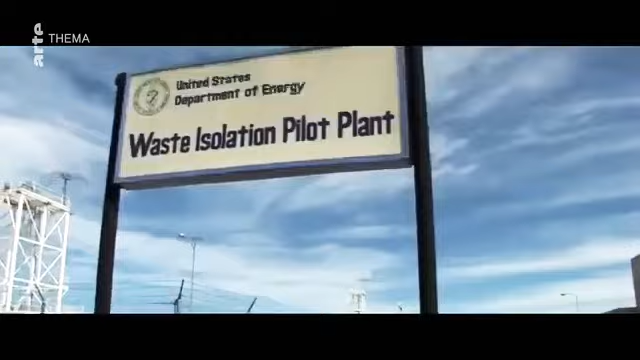 arte THEMA
United States
Department of Energy
Waste Isolation Pilot Plant